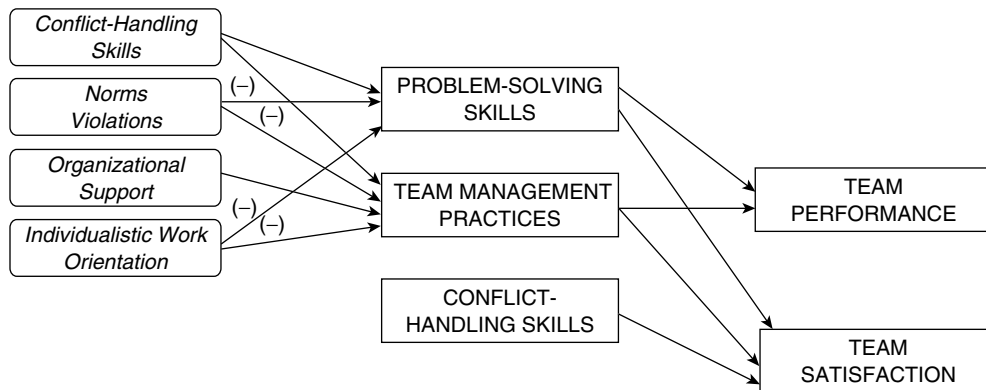 Conflict-Handling
Skills
Norms
Violations
Organizational
Support
Individualistic Work
Orientation
(–)
(–)
(–)
(–)
PROBLEM-SOLVING
SKILLS
TEAM MANAGEMENT
PRACTICES
CONFLICT-
HANDLING SKILLS
TEAM
PERFORMANCE
TEAM
SATISFACTION